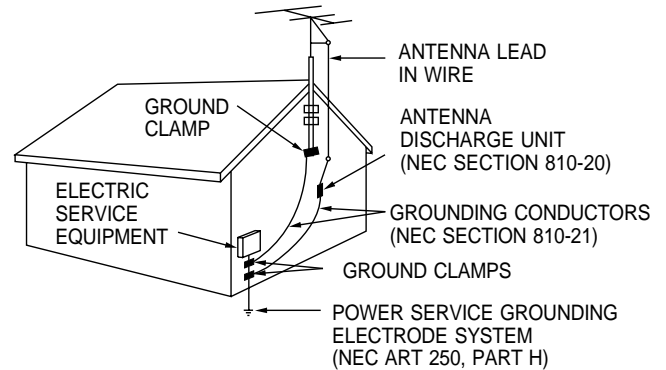 ANTENNA LEAD
IN WIRE
GROUND
CLAMP
ANTENNA
DISCHARGE UNIT
(NEC SECTION 810-20)
ELECTRIC
SERVICE
EQUIPMENT
GROUNDING CONDUCTORS
(NEC SECTION 810-21)
GROUND CLAMPS
POWER SERVICE GROUNDING
ELECTRODE SYSTEM
(NEC ART 250, PART H)